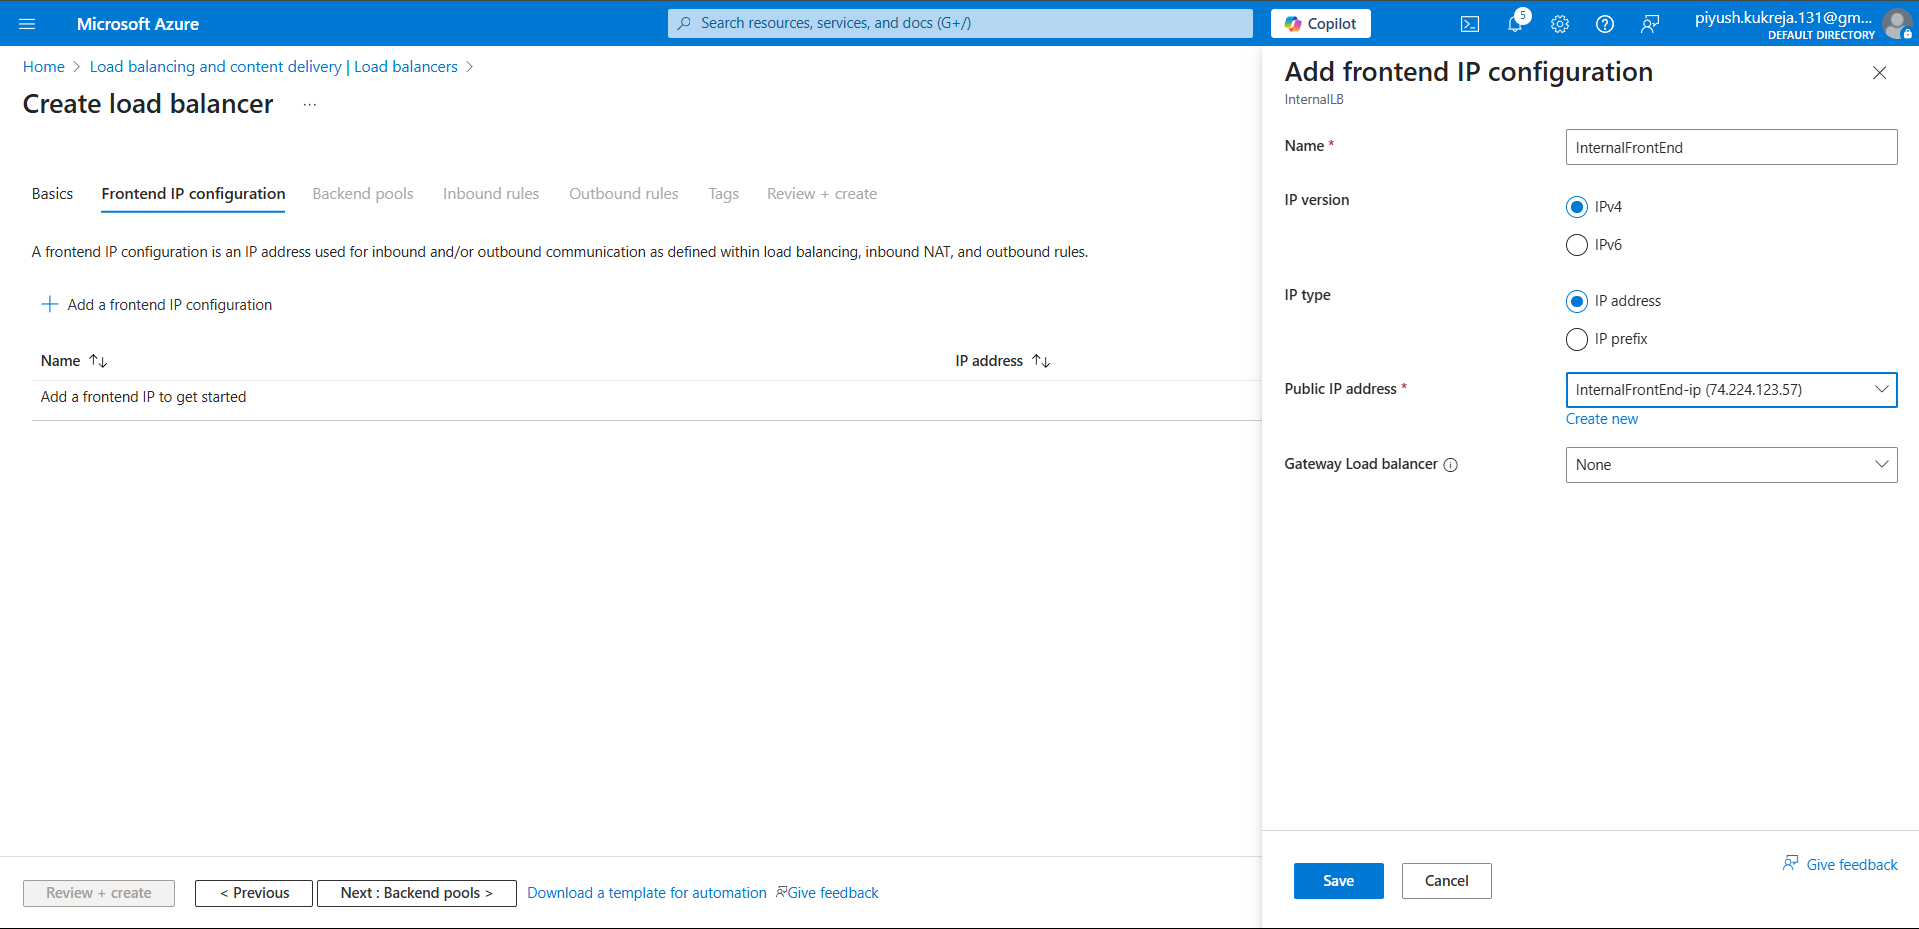 Microsoft Azure
Search resources, services, and docs (G+/)
Copilot
5
piyush.kukreja.131@gm...
DEFAULT DIRECTORY
Home > Load balancing and content delivery | Load balancers >
Create load balancer ...
Basics
Frontend IP configuration
Backend pools
Inbound rules
Outbound rules
Tags
Review + create
A frontend IP configuration is an IP address used for inbound and/or outbound communication as defined within load balancing, inbound NAT, and outbound rules.
+ Add a frontend IP configuration
Name ↑↓
IP address ↑↓
Add a frontend IP to get started
Review + create
< Previous
Next : Backend pools >
Download a template for automation
Give feedback
Add frontend IP configuration
InternalLB
Name *
InternalFrontEnd
IP version
IPv4
IPv6
IP type
IP address
IP prefix
Public IP address *
InternalFrontEnd-ip (74.224.123.57)
Create new
Gateway Load balancer
None
Save
Cancel
Give feedback